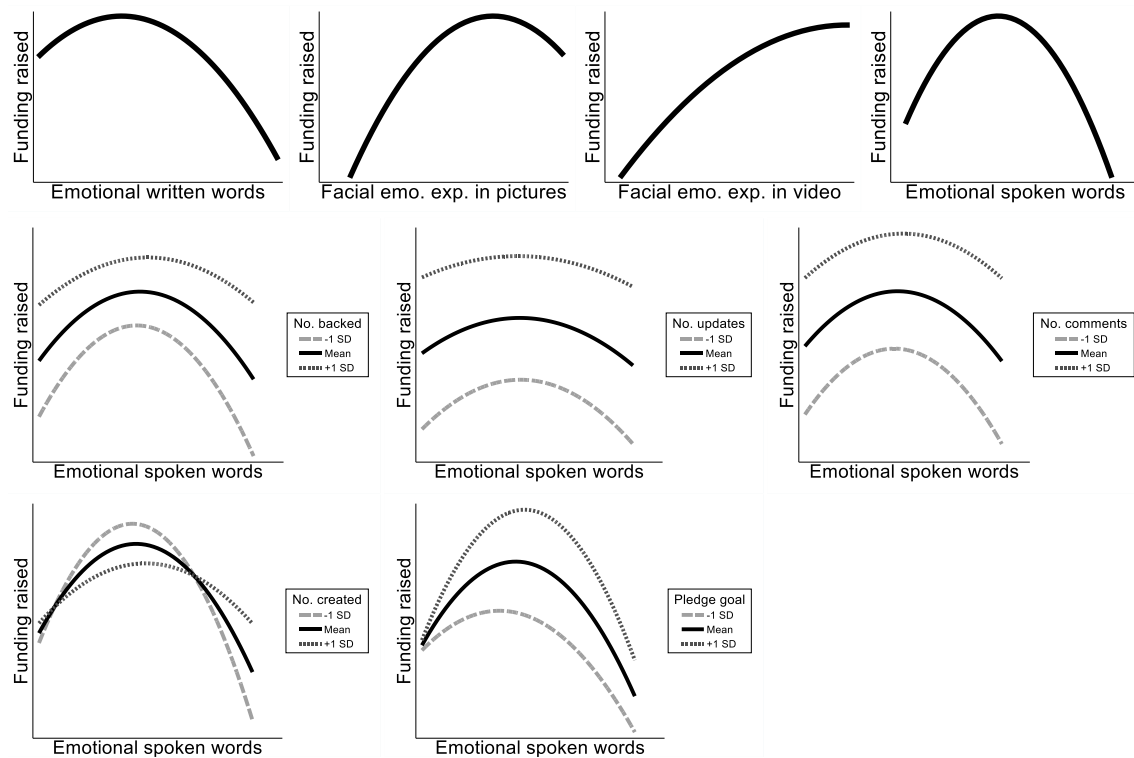 Funding raised
Emotional written words
Funding raised
Facial emo. exp. in pictures
Funding raised
Facial emo. exp. in video
Funding raised
Emotional spoken words
Funding raised
Emotional spoken words
No. backed
-1 SD
Mean
+1 SD
Funding raised
Emotional spoken words
No. updates
-1 SD
Mean
+1 SD
Funding raised
Emotional spoken words
No. comments
-1 SD
Mean
+1 SD
Funding raised
Emotional spoken words
No. created
-1 SD
Mean
+1 SD
Funding raised
Emotional spoken words
Pledge goal
-1 SD
Mean
+1 SD